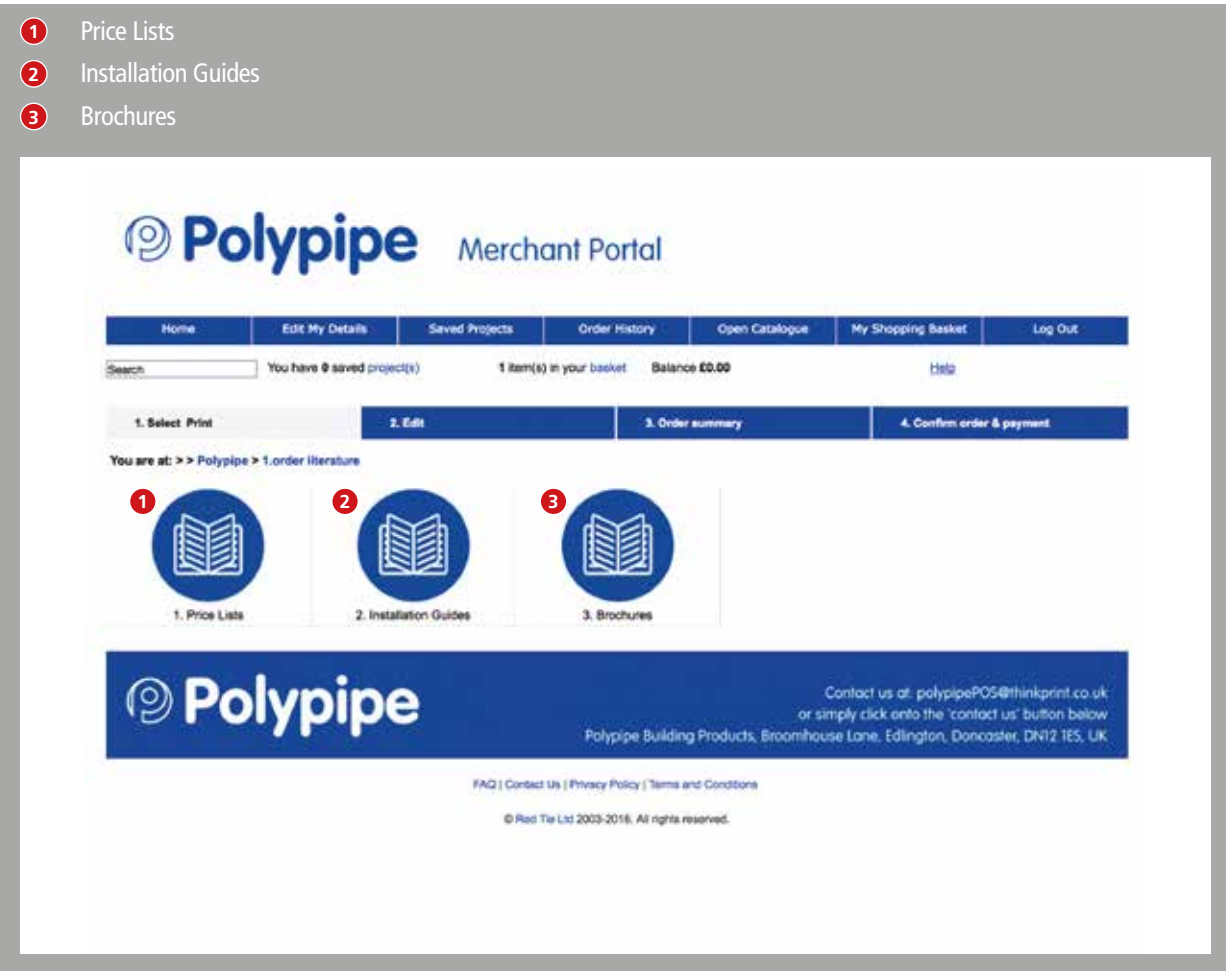 1 Price Lists
2 Installation Guides
3 Brochures
Polypipe Merchant Portal
Home Edit My Details Saved Projects Order History Open Catalogue My Shopping Basket Log Out
Search You have 0 saved project(s) 1 item(s) in your basket Balance £0.00 Help
1. Select Print 2. Edit 3. Order summary 4. Confirm order & payment
You are at: > > Polypipe > 1.order literature
1 2 3
1. Price Lists 2. Installation Guides 3. Brochures
Polypipe
Contact us at: polypipePOS@thinkprint.co.uk
or simply click onto the 'contact us' button below
Polypipe Building Products, Broomhouse Lane, Edlington, Doncaster, DN12 1ES, UK
FAQ | Contact Us | Privacy Policy | Terms and Conditions
© Red Tie Ltd 2003-2016. All rights reserved.